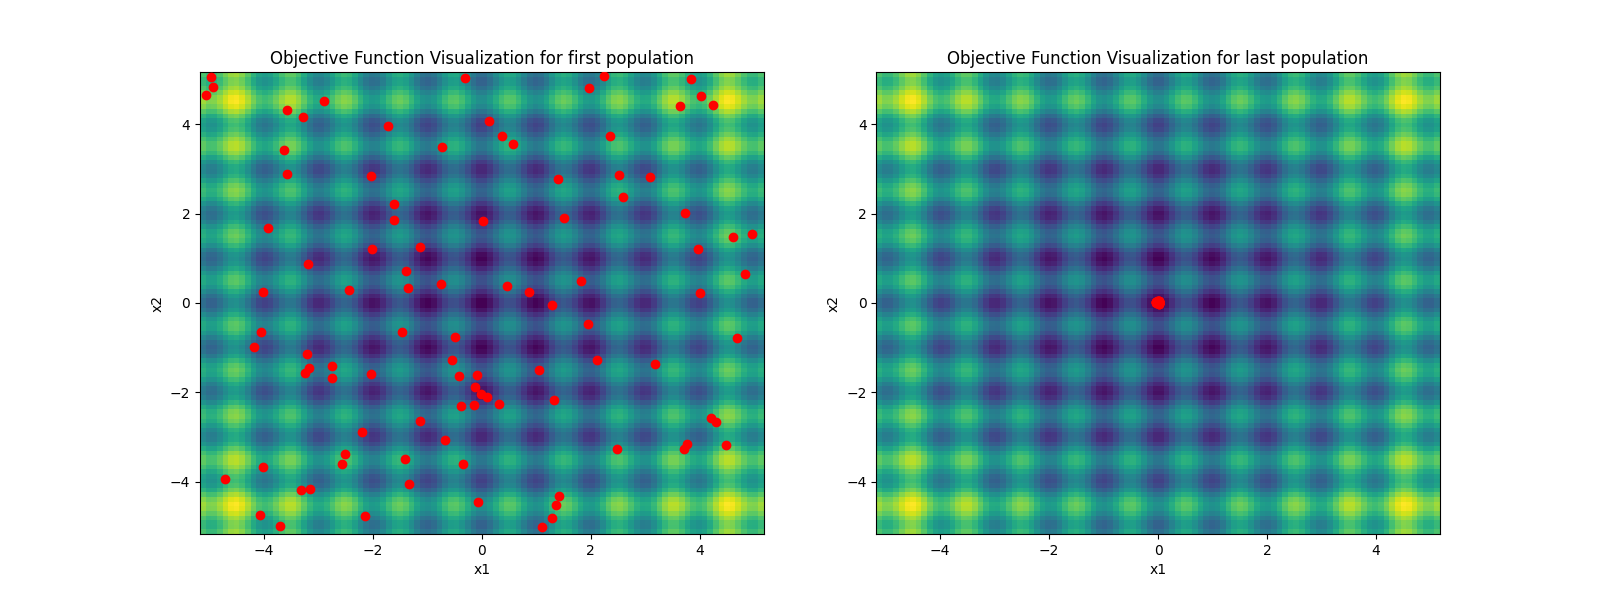 Objective Function Visualization for first population
x2
4
2
0
−2
−4
−4 −2 0 2 4
x1
Objective Function Visualization for last population
x2
4
2
0
−2
−4
−4 −2 0 2 4
x1